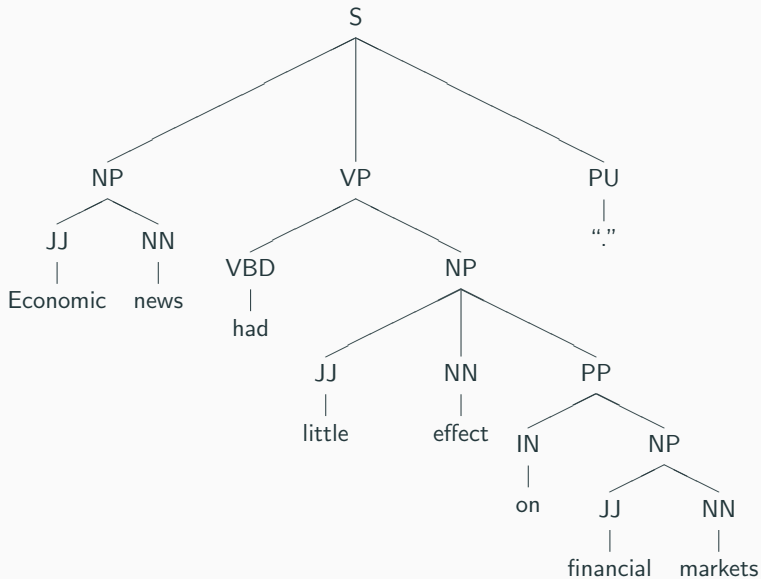 S
NP VP PU
JJ NN “.”
VBD NP
Economic news
had
JJ NN PP
little effect
IN NP
on
JJ NN
financial markets